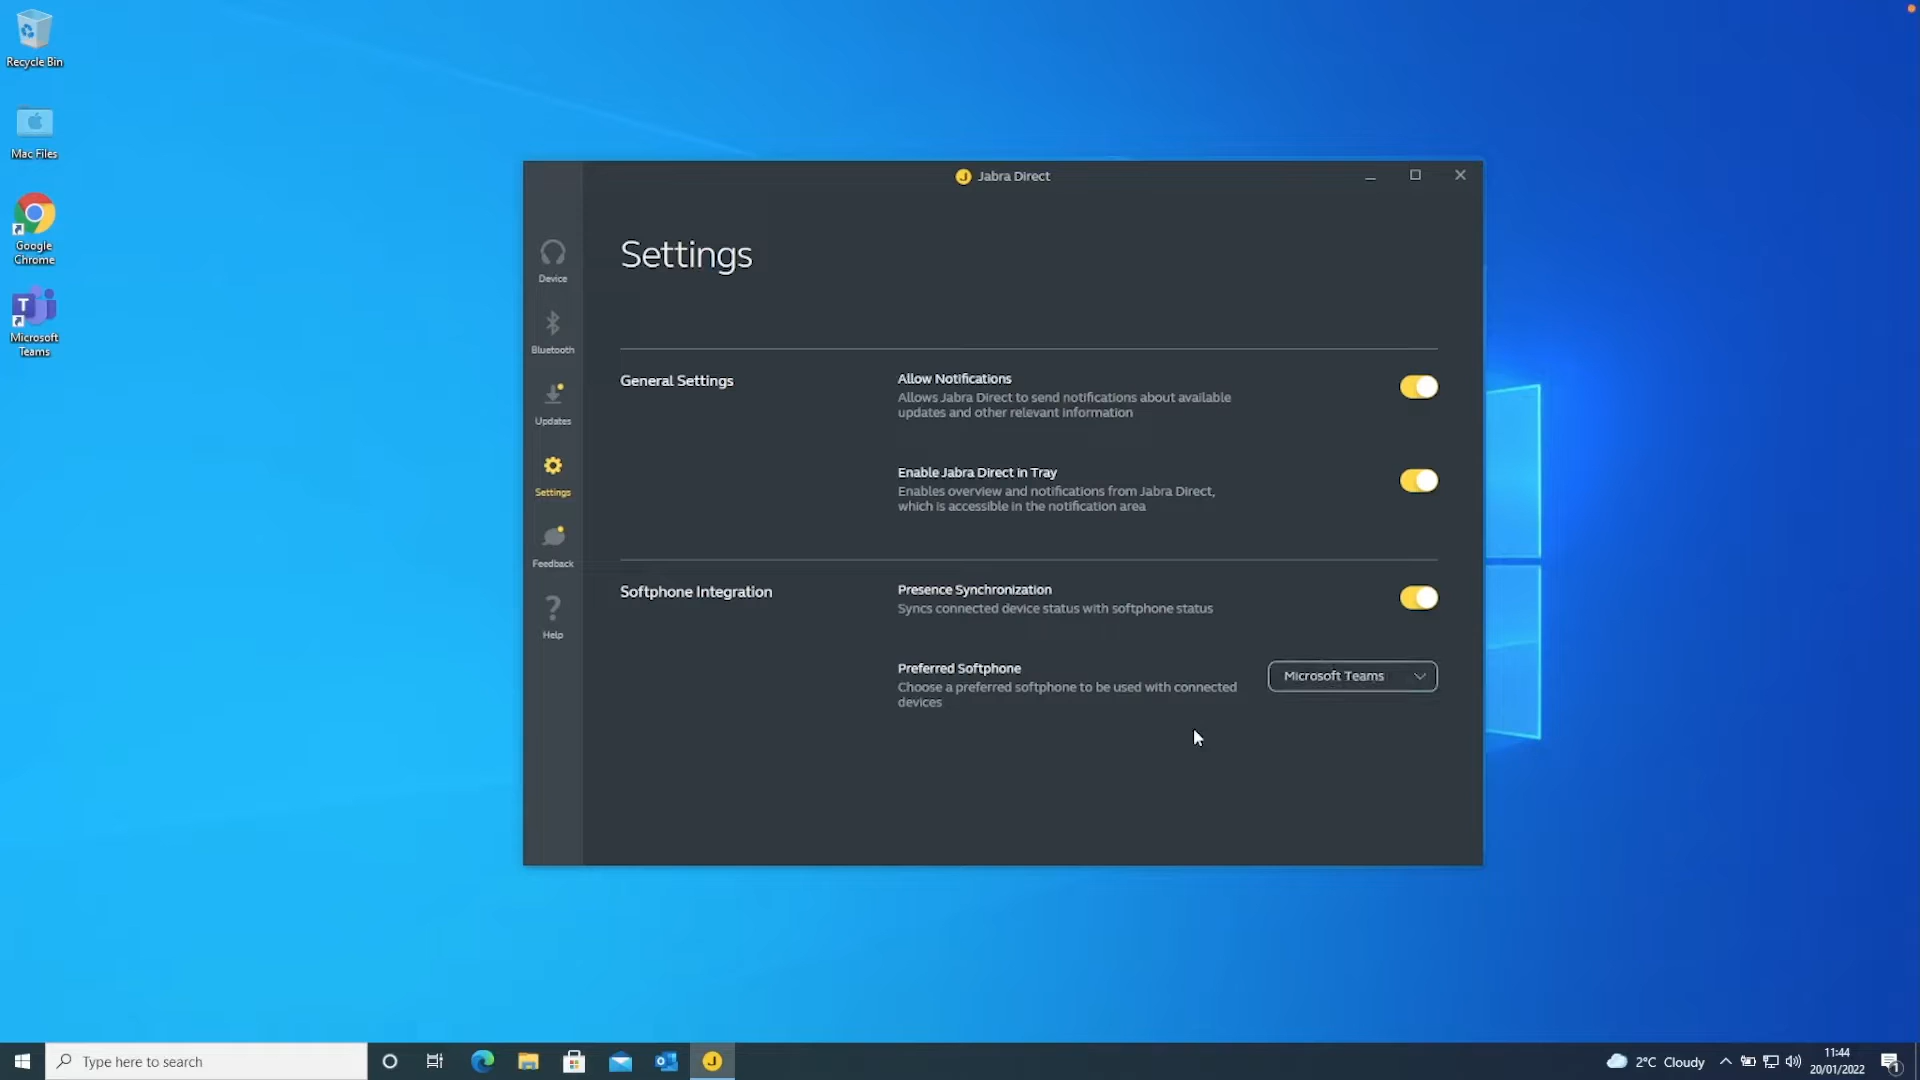 Recycle Bin
Mac Files
Google
Chrome
T
Microsoft
Teams
J Jabra Direct
Device
Bluetooth
Updates
Settings
Feedback
?
Help
Settings
General Settings
Allow Notifications
Allows Jabra Direct to send notifications about available
updates and other relevant information
Enable Jabra Direct in Tray
Enables overview and notifications from Jabra Direct,
which is accessible in the notification area
Softphone Integration
Presence Synchronization
Syncs connected device status with softphone status
Preferred Softphone
Choose a preferred softphone to be used with connected
devices
Microsoft Teams
Type here to search
J
2°C Cloudy
11:44
20/01/2022
1